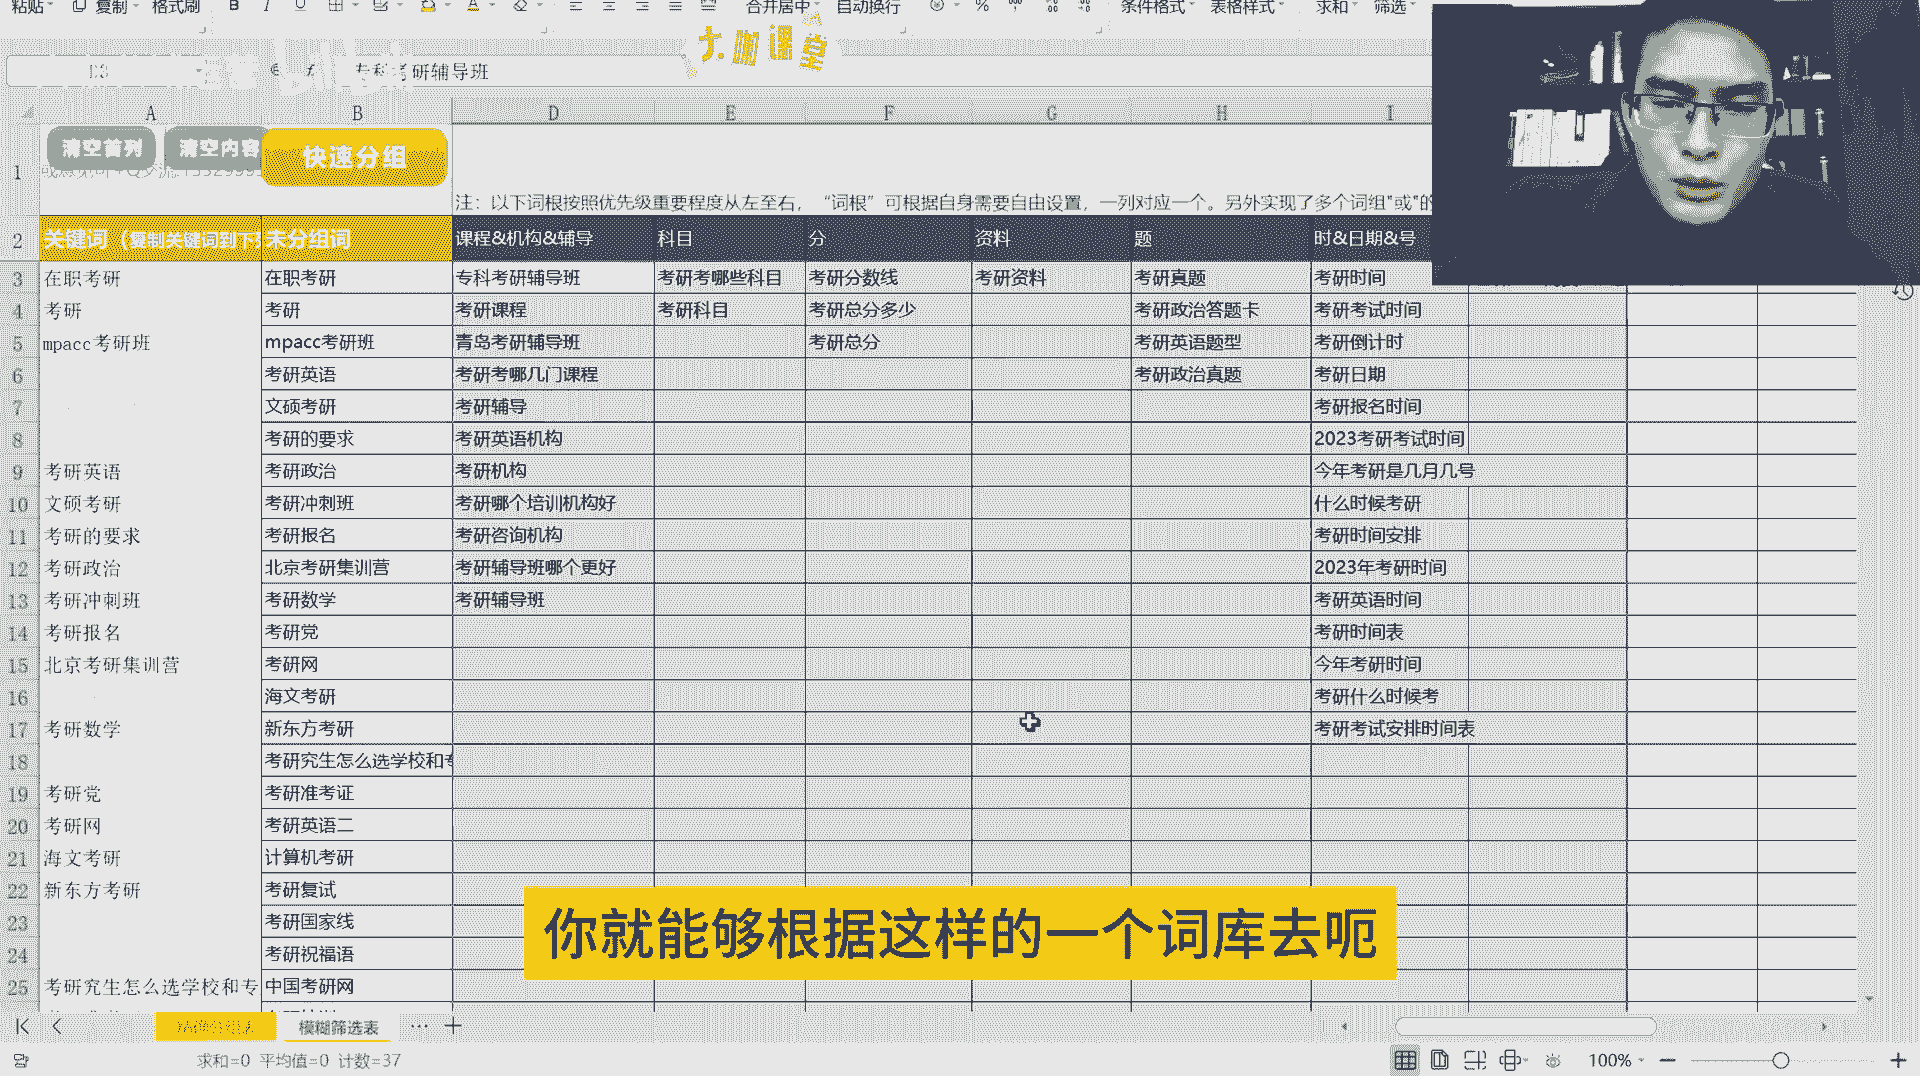 粘贴 复制 格式刷 B I U A 合并居中 自动换行 % 条件格式 表格样式 求和 筛选
大咖课堂
专科考研辅导班
A B D E F G H I
清空首列 清空内容 快速分组
1
注：以下词根按照优先级重要程度从左至右，“词根”可根据自身需要自由设置，一列对应一个。另外实现了多个词组"或"的
2 关键词（复制关键词到下 未分组词 课程&机构&辅导 科目 分 资料 题 时&日期&号
3 在职考研 在职考研 专科考研辅导班 考研考哪些科目 考研分数线 考研资料 考研真题 考研时间
4 考研 考研 考研课程 考研科目 考研总分多少 考研政治答题卡 考研考试时间
5 mpacc考研班 mpacc考研班 青岛考研辅导班 考研总分 考研英语题型 考研倒计时
6 考研英语 考研考哪几门课程 考研政治真题 考研日期
7 文硕考研 考研辅导 考研报名时间
8 考研的要求 考研英语机构 2023考研考试时间
9 考研英语 考研政治 考研机构 今年考研是几月几号
10 文硕考研 考研冲刺班 考研哪个培训机构好 什么时候考研
11 考研的要求 考研报名 考研咨询机构 考研时间安排
12 考研政治 北京考研集训营 考研辅导班哪个更好 2023年考研时间
13 考研冲刺班 考研数学 考研辅导班 考研英语时间
14 考研报名 考研党 考研时间表
15 北京考研集训营 考研网 今年考研时间
16 海文考研 考研什么时候考
17 考研数学 新东方考研 考研考试安排时间表
18 考研究生怎么选学校和专
19 考研党 考研准考证
20 考研网 考研英语二
21 海文考研 计算机考研
22 新东方考研 考研复试
23 考研国家线
24 考研祝福语
25 考研究生怎么选学校和专 中国考研网
你就能够根据这样的一个词库去呃
模糊筛选表 ··· +
求和=0 平均值=0 计数=37 100% − +